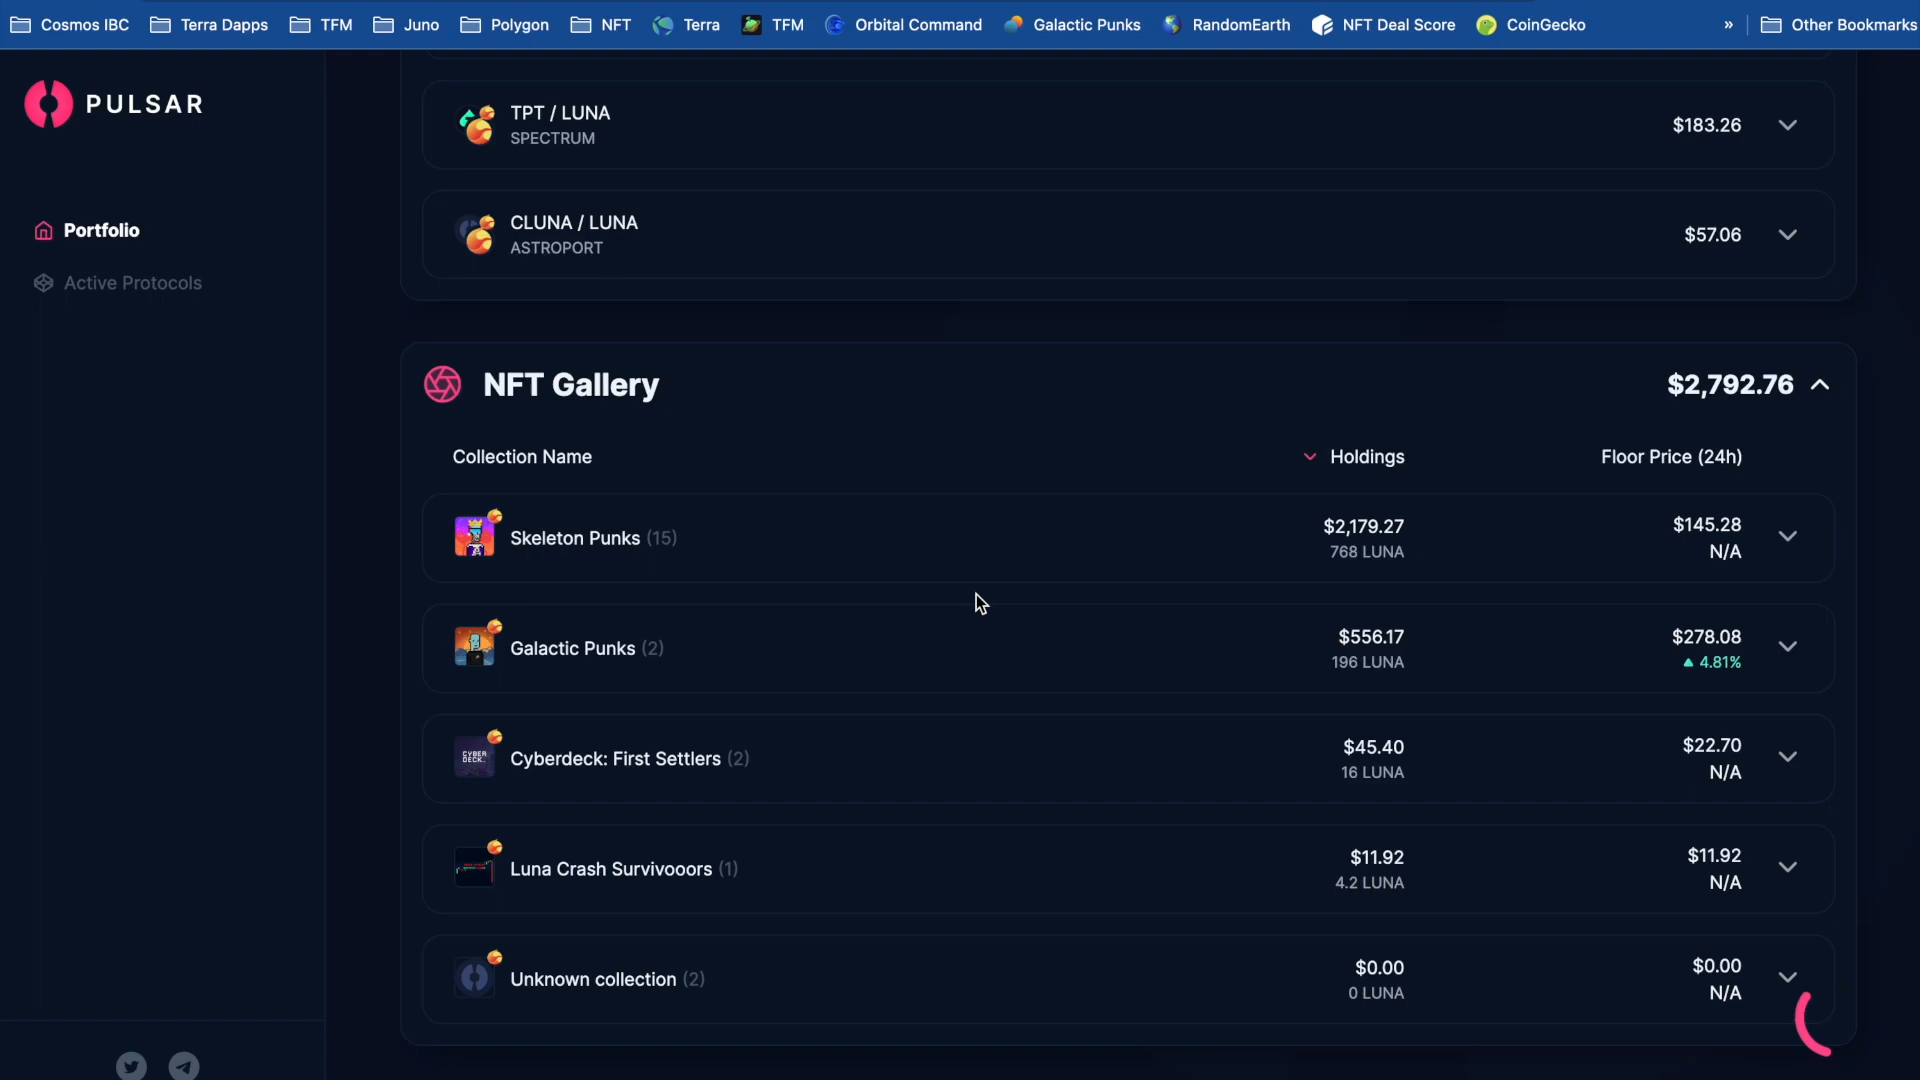 Cosmos IBC Terra Dapps TFM Juno Polygon NFT Terra TFM Orbital Command Galactic Punks RandomEarth NFT Deal Score CoinGecko » Other Bookmarks
PULSAR
Portfolio
Active Protocols
TPT / LUNA
SPECTRUM
$183.26
CLUNA / LUNA
ASTROPORT
$57.06
NFT Gallery
$2,792.76
Collection Name Holdings Floor Price (24h)
Skeleton Punks (15)
$2,179.27
768 LUNA
$145.28
N/A
Galactic Punks (2)
$556.17
196 LUNA
$278.08
4.81%
CYBER
DECK.
Cyberdeck: First Settlers (2)
$45.40
16 LUNA
$22.70
N/A
Luna Crash Survivooors (1)
$11.92
4.2 LUNA
$11.92
N/A
Unknown collection (2)
$0.00
0 LUNA
$0.00
N/A